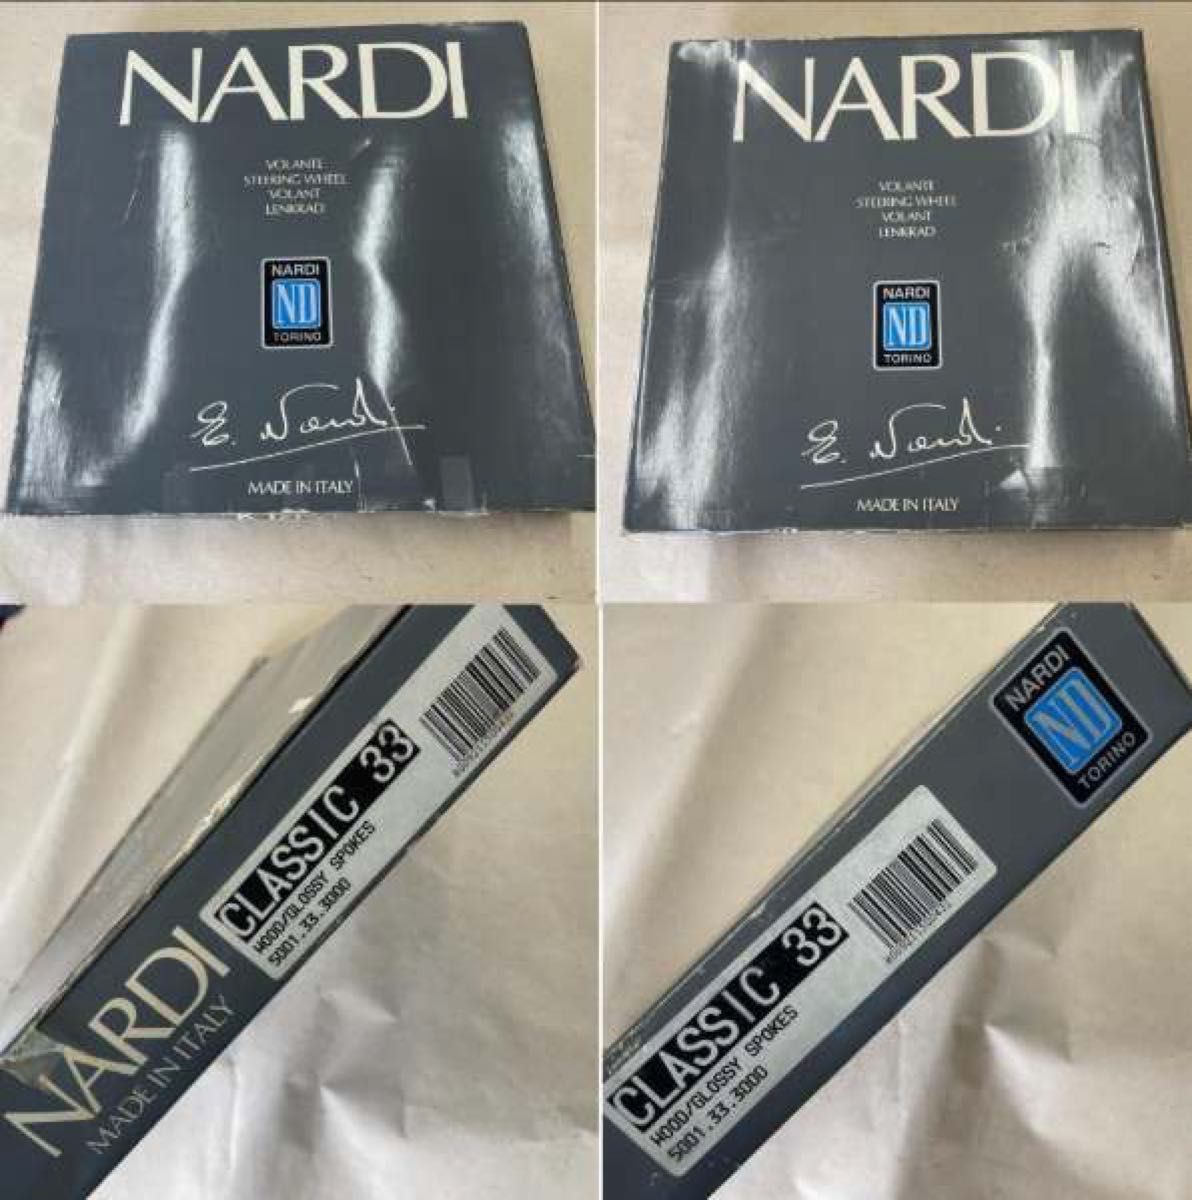 NARDI
VOLANTE
STEERING WHEEL
VOLANT
LENKRAD
NARDI
ND
TORINO
E. Nardi
MADE IN ITALY
NARDI
VOLANTE
STEERING WHEEL
VOLANT
LENKRAD
NARDI
ND
TORINO
E. Nardi
MADE IN ITALY
NARDI
MADE IN ITALY
CLASSIC 33
WOOD/GLOSSY SPOKES
5001.33.3000
NARDI
ND
TORINO
CLASSIC 33
WOOD/GLOSSY SPOKES
5001.33.3000